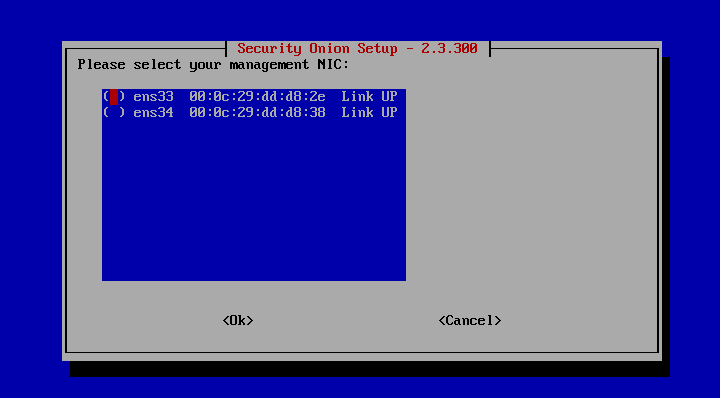 Security Onion Setup - 2.3.300
Please select your management NIC:
( ) ens33  00:0c:29:dd:d8:2e  Link UP
( ) ens34  00:0c:29:dd:d8:38  Link UP
<Ok> <Cancel>